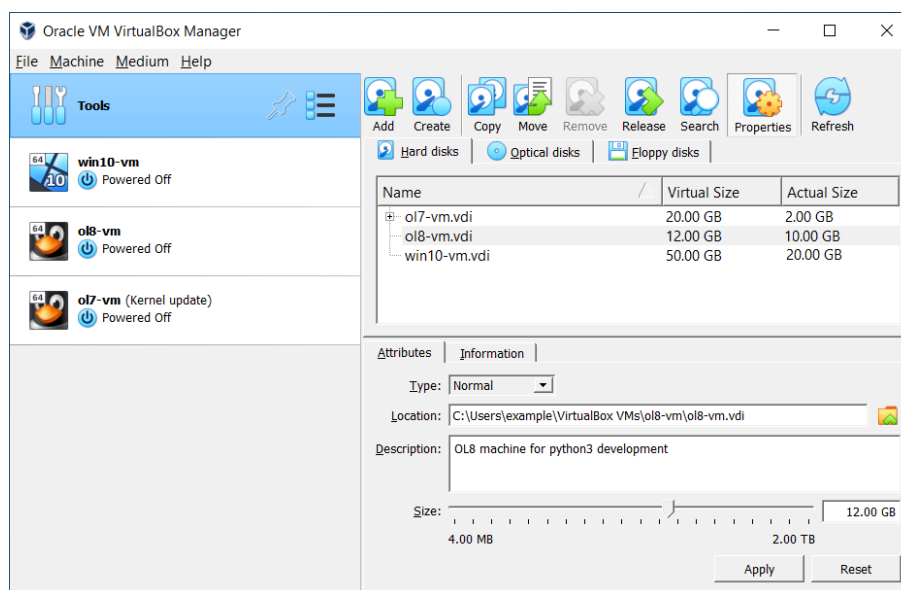 Oracle VM VirtualBox Manager
File Machine Medium Help
Tools
Add Create Copy Move Remove Release Search Properties Refresh
64 10 win10-vm
Powered Off
64 ol8-vm
Powered Off
64 ol7-vm (Kernel update)
Powered Off
Hard disks Optical disks Floppy disks
Name Virtual Size Actual Size
ol7-vm.vdi 20.00 GB 2.00 GB
ol8-vm.vdi 12.00 GB 10.00 GB
win10-vm.vdi 50.00 GB 20.00 GB
Attributes Information
Type: Normal
Location: C:\Users\example\VirtualBox VMs\ol8-vm\ol8-vm.vdi
Description: OL8 machine for python3 development
Size: 12.00 GB
4.00 MB 2.00 TB
Apply Reset